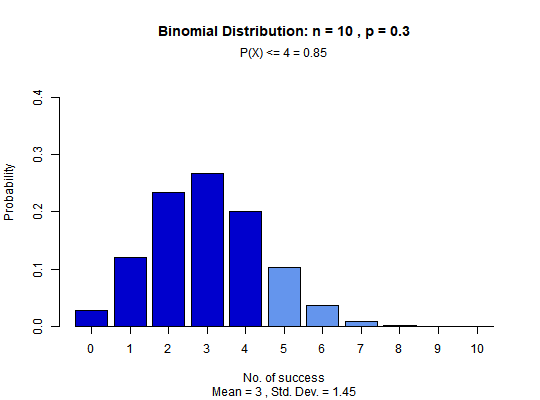 Binomial Distribution: n = 10 , p = 0.3
P(X) <= 4 = 0.85
0.4
0.3
0.2
0.1
0.0
Probability
0 1 2 3 4 5 6 7 8 9 10
No. of success
Mean = 3 , Std. Dev. = 1.45